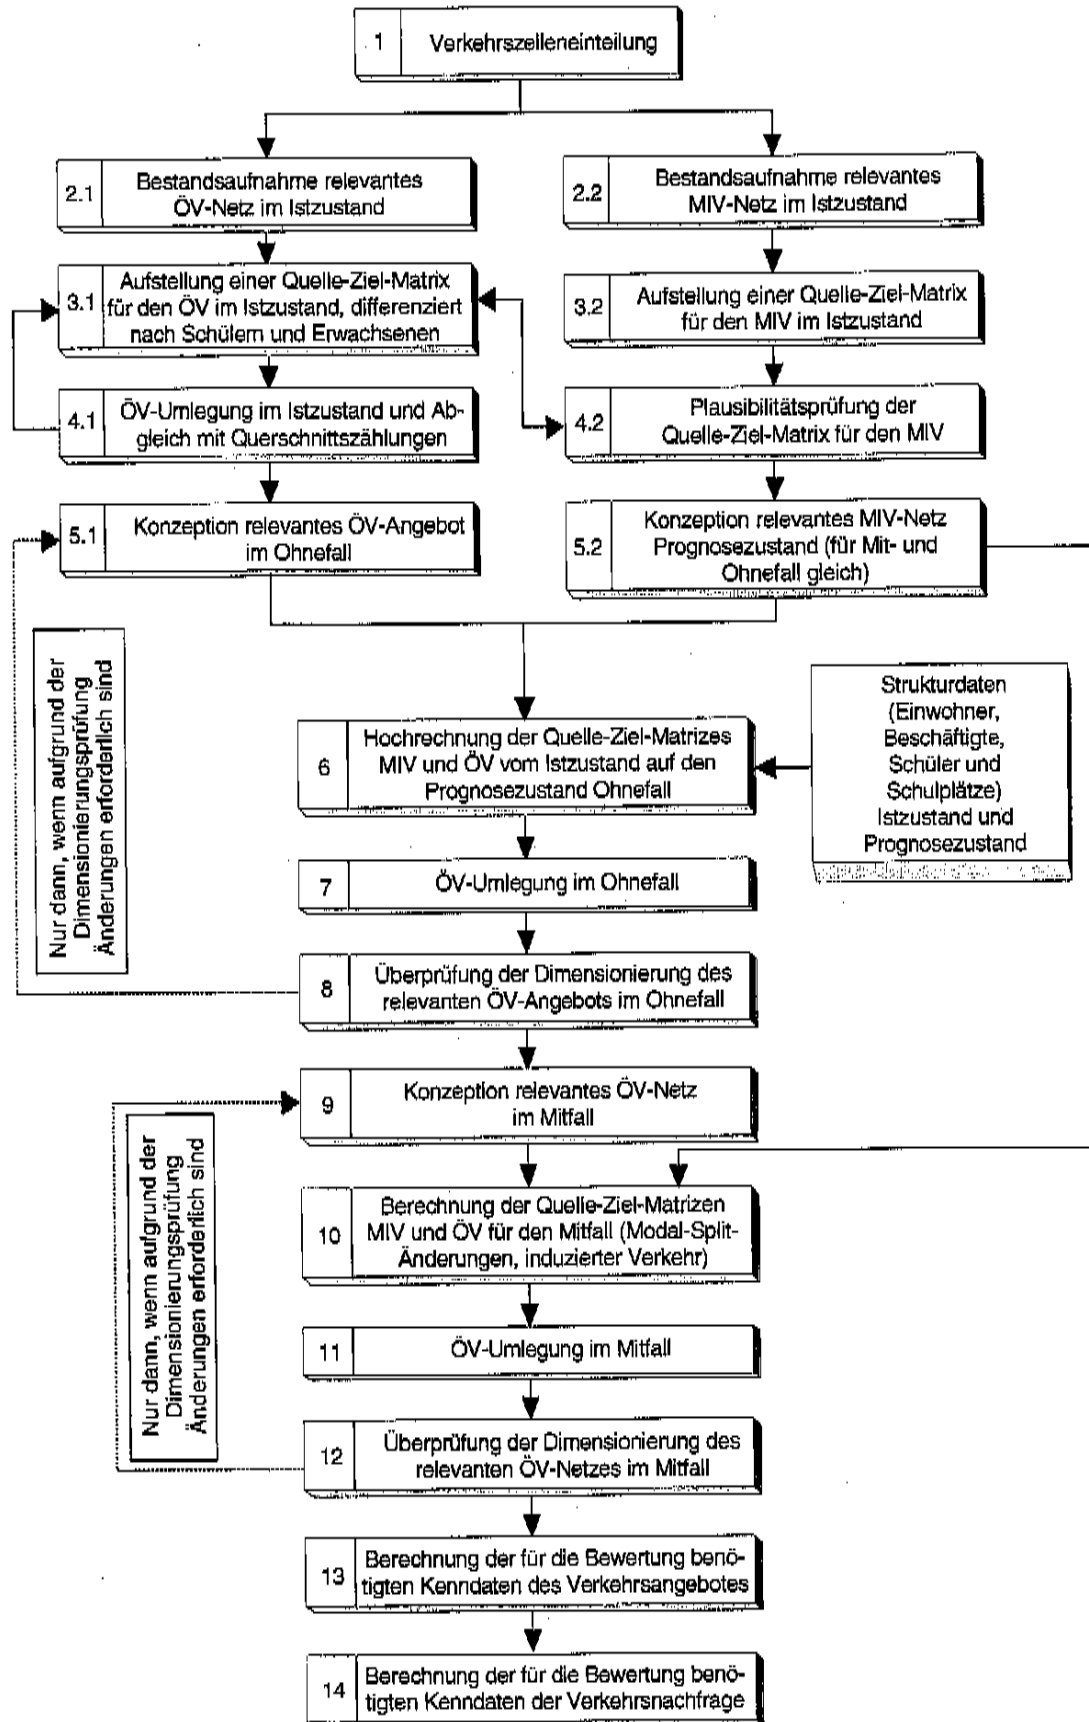 1 Verkehrszelleneinteilung
2.1 Bestandsaufnahme relevantes
ÖV-Netz im Istzustand
2.2 Bestandsaufnahme relevantes
MIV-Netz im Istzustand
3.1 Aufstellung einer Quelle-Ziel-Matrix
für den ÖV im Istzustand, differenziert
nach Schülern und Erwachsenen
3.2 Aufstellung einer Quelle-Ziel-Matrix
für den MIV im Istzustand
4.1 ÖV-Umlegung im Istzustand und Ab-
gleich mit Querschnittszählungen
4.2 Plausibilitätsprüfung der
Quelle-Ziel-Matrix für den MIV
5.1 Konzeption relevantes ÖV-Angebot
im Ohnefall
5.2 Konzeption relevantes MIV-Netz
Prognosezustand (für Mit- und
Ohnefall gleich)
Nur dann, wenn aufgrund der
Dimensionierungprüfung
Änderungen erforderlich sind
Strukturdaten
(Einwohner,
Beschäftigte,
Schüler und
Schulplätze)
Istzustand und
Prognosezustand
6 Hochrechnung der Quelle-Ziel-Matrizes
MIV und ÖV vom Istzustand auf den
Prognosezustand Ohnefall
7 ÖV-Umlegung im Ohnefall
8 Überprüfung der Dimensionierung des
relevanten ÖV-Angebots im Ohnefall
9 Konzeption relevantes ÖV-Netz
im Mitfall
Nur dann, wenn aufgrund der
Dimensionierungsprüfung
Änderungen erforderlich sind
10 Berechnung der Quelle-Ziel-Matrizen
MIV und ÖV für den Mitfall (Modal-Split-
Änderungen, induzierter Verkehr)
11 ÖV-Umlegung im Mitfall
12 Überprüfung der Dimensionierung des
relevanten ÖV-Netzes im Mitfall
13 Berechnung der für die Bewertung benö-
tigten Kenndaten des Verkehrsangebotes
14 Berechnung der für die Bewertung benö-
tigten Kenndaten der Verkehrsnachfrage